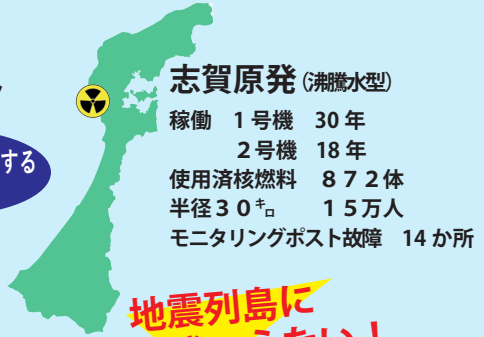 志賀原発(沸騰水型)
稼働 1号機 30年
2号機 18年
使用済核燃料 872体
半径30㌔ 15万人
モニタリングポスト故障 14か所
する
地震列島に